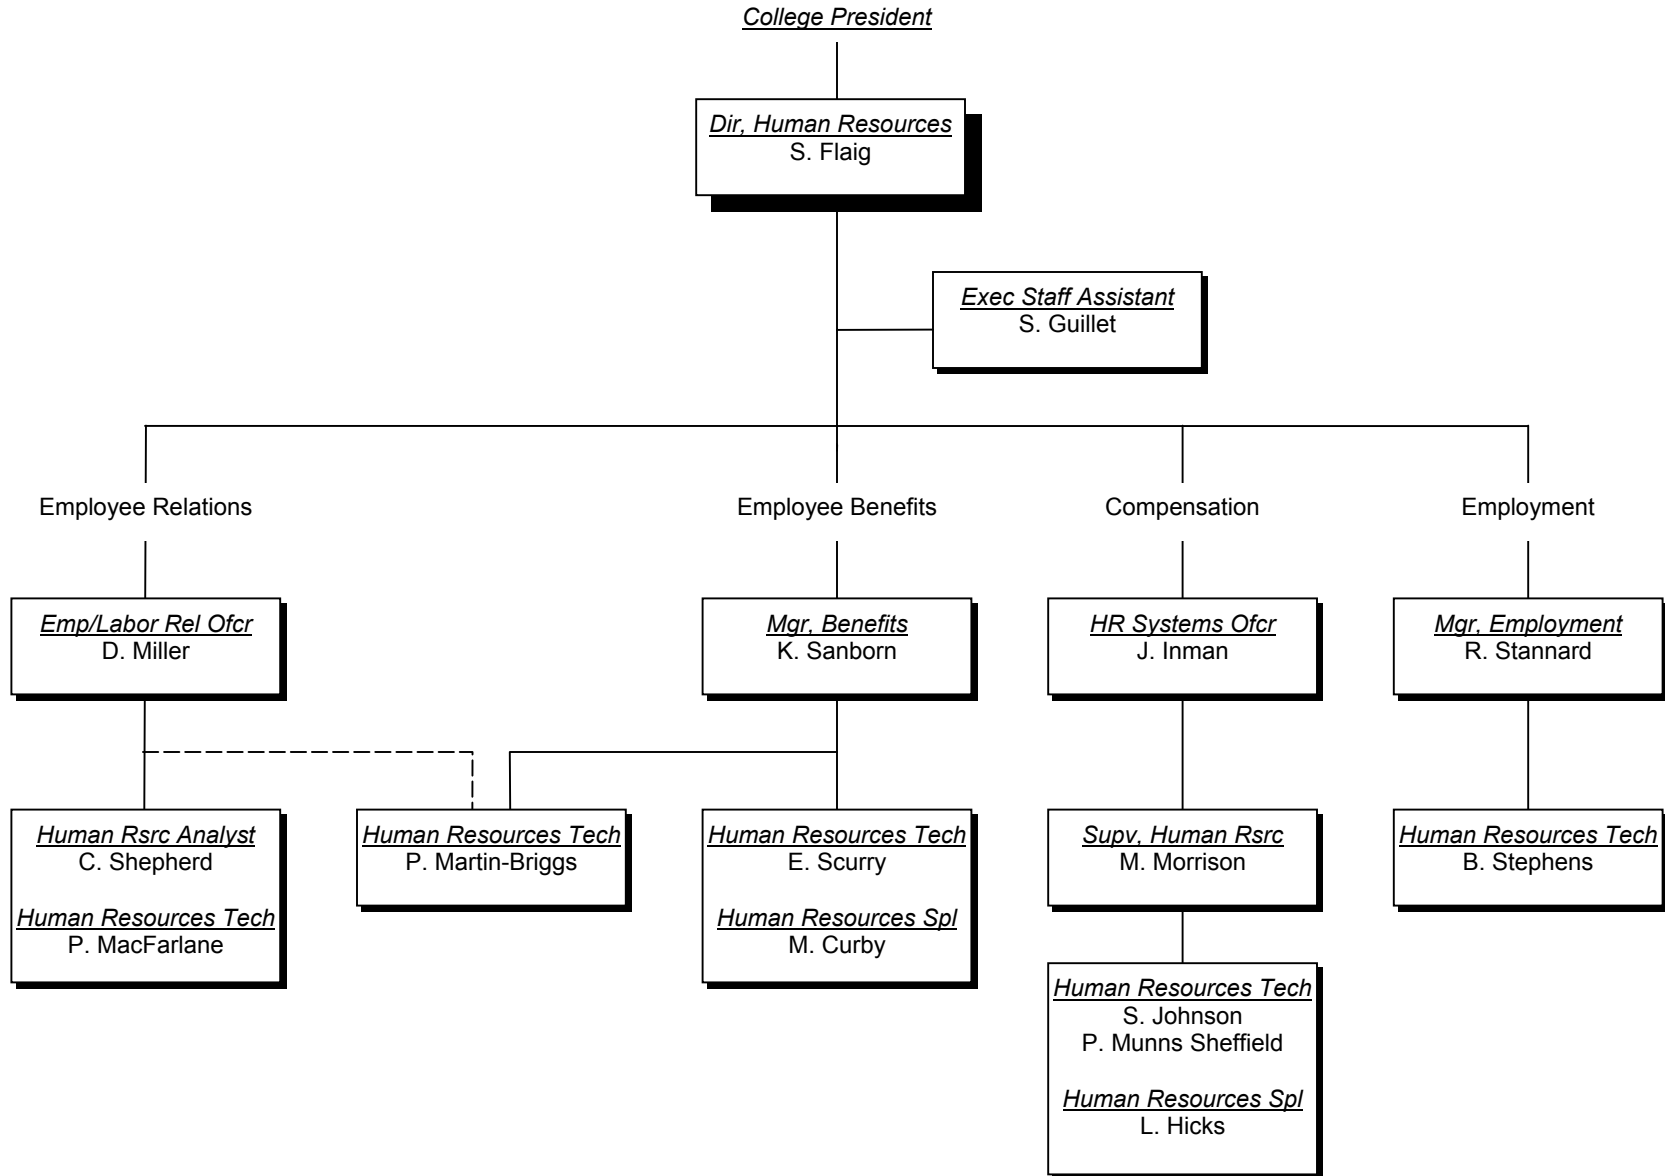 College President
Dir, Human Resources
S. Flaig
Exec Staff Assistant
S. Guillet
Employee Relations
Employee Benefits
Compensation
Employment
Emp/Labor Rel Ofcr
D. Miller
Mgr, Benefits
K. Sanborn
HR Systems Ofcr
J. Inman
Mgr, Employment
R. Stannard
Human Rsrc Analyst
C. Shepherd
Human Resources Tech
P. MacFarlane
Human Resources Tech
P. Martin-Briggs
Human Resources Tech
E. Scurry
Human Resources Spl
M. Curby
Supv, Human Rsrc
M. Morrison
Human Resources Tech
B. Stephens
Human Resources Tech
S. Johnson
P. Munns Sheffield
Human Resources Spl
L. Hicks